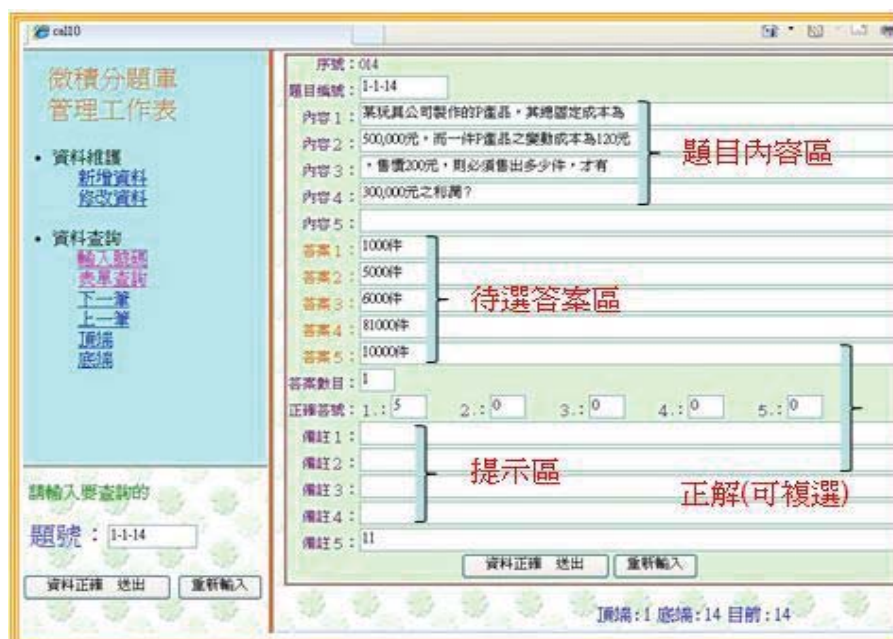 cal10
微積分題庫
管理工作表
• 資料維護
新增資料
修改資料
• 資料查詢
輸入號碼
表單查詢
下一筆
上一筆
頂端
底端
請輸入要查詢的
題號：1-1-14
資料正確 送出 重新輸入
序號：014
題目編號：1-1-14
內容1：某玩具公司製作的P產品，其總固定成本為
內容2：500,000元，而一件P產品之變動成本為120元
內容3：，售價200元，則必須售出多少件，才有
內容4：300,000元之利潤？
內容5：
題目內容區
答案1：1000件
答案2：5000件
答案3：6000件
答案4：81000件
答案5：10000件
待選答案區
答案數目：1
正確答號：1.:5 2.:0 3.:0 4.:0 5.:0
備註1：
備註2：
備註3：
備註4：
備註5：11
提示區
正解(可複選)
資料正確 送出 重新輸入
頂端:1 底端:14 目前:14